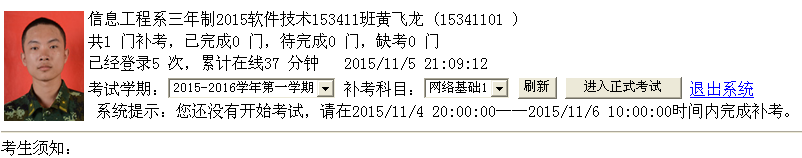 信息工程系三年制2015软件技术153411班黄飞龙 (15341101 )
共1 门补考，已完成0 门，待完成0 门，缺考0 门
已经登录5 次，累计在线37 分钟 2015/11/5 21:09:12
考试学期： 2015-2016学年第一学期 补考科目： 网络基础1 刷新 进入正式考试 退出系统
系统提示：您还没有开始考试，请在2015/11/4 20:00:00——2015/11/6 10:00:00时间内完成补考。
考生须知：